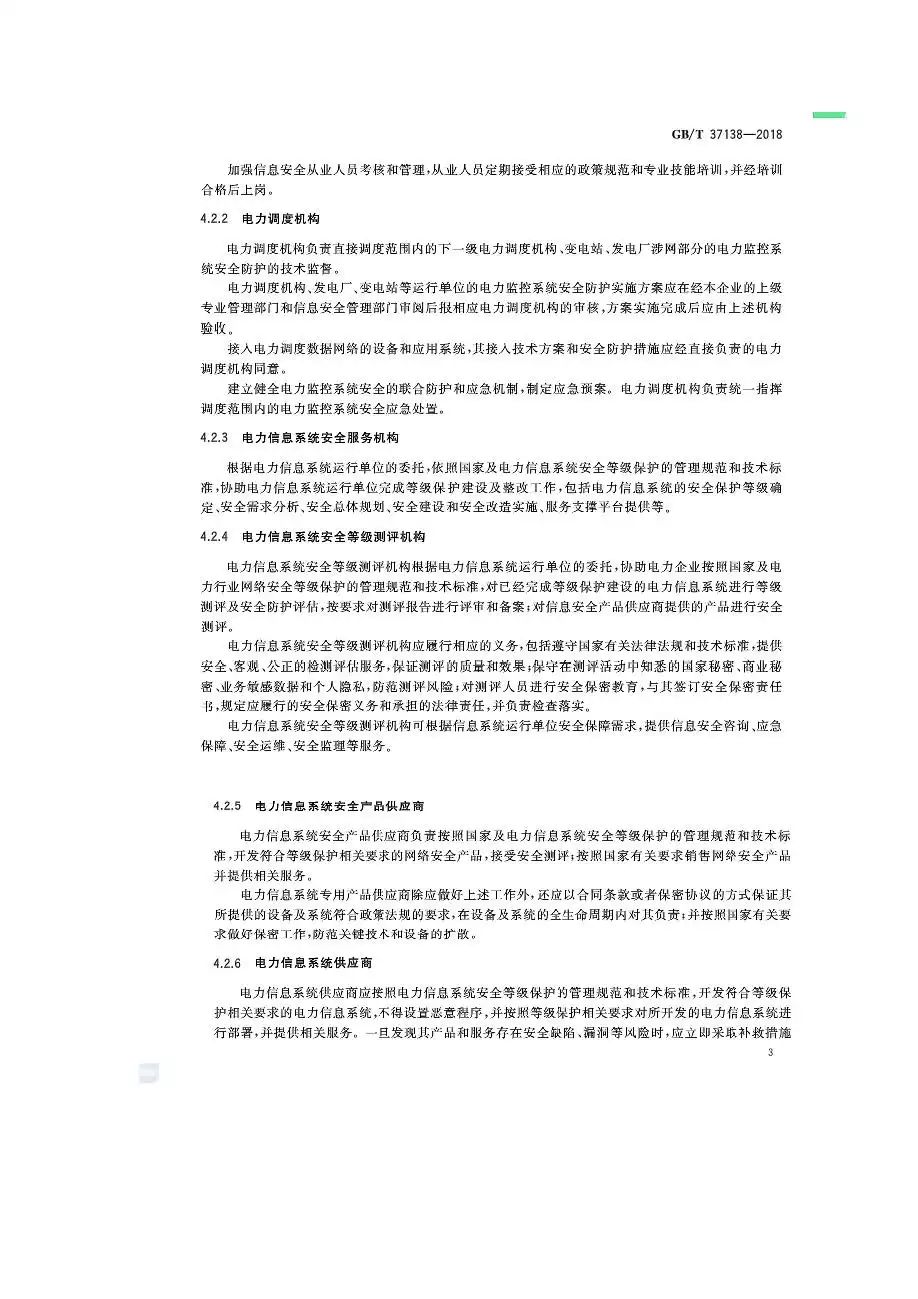 GB/T 37138—2018
加强信息安全从业人员考核和管理,从业人员定期接受相应的政策规范和专业技能培训,并经培训
合格后上岗。
4.2.2 电力调度机构
电力调度机构负责直接调度范围内的下一级电力调度机构、变电站、发电厂涉网部分的电力监控系
统安全防护的技术监督。
电力调度机构、发电厂、变电站等运行单位的电力监控系统安全防护实施方案应在经本企业的上级
专业管理部门和信息安全管理部门审阅后报相应电力调度机构的审核,方案实施完成后应由上述机构
验收。
接入电力调度数据网络的设备和应用系统,其接入技术方案和安全防护措施应经直接负责的电力
调度机构同意。
建立健全电力监控系统安全的联合防护和应急机制,制定应急预案。电力调度机构负责统一指挥
调度范围内的电力监控系统安全应急处置。
4.2.3 电力信息系统安全服务机构
根据电力信息系统运行单位的委托,依照国家及电力信息系统安全等级保护的管理规范和技术标
准,协助电力信息系统运行单位完成等级保护建设及整改工作,包括电力信息系统的安全保护等级确
定、安全需求分析、安全总体规划、安全建设和安全改造实施、服务支撑平台提供等。
4.2.4 电力信息系统安全等级测评机构
电力信息系统安全等级测评机构根据电力信息系统运行单位的委托,协助电力企业按照国家及电
力行业网络安全等级保护的管理规范和技术标准,对已经完成等级保护建设的电力信息系统进行等级
测评及安全防护评估,按要求对测评报告进行评审和备案;对信息安全产品供应商提供的产品进行安全
测评。
电力信息系统安全等级测评机构应履行相应的义务,包括遵守国家有关法律法规和技术标准,提供
安全、客观、公正的检测评估服务,保证测评的质量和效果;保守在测评活动中知悉的国家秘密、商业秘
密、业务敏感数据和个人隐私,防范测评风险;对测评人员进行安全保密教育,与其签订安全保密责任
书,规定应履行的安全保密义务和承担的法律责任,并负责检查落实。
电力信息系统安全等级测评机构可根据信息系统运行单位安全保障需求,提供信息安全咨询、应急
保障、安全运维、安全监理等服务。
4.2.5 电力信息系统安全产品供应商
电力信息系统安全产品供应商负责按照国家及电力信息系统安全等级保护的管理规范和技术标
准,开发符合等级保护相关要求的网络安全产品,接受安全测评;按照国家有关要求销售网络安全产品
并提供相关服务。
电力信息系统专用产品供应商除应做好上述工作外,还应以合同条款或者保密协议的方式保证其
所提供的设备及系统符合政策法规的要求,在设备及系统的全生命周期内对其负责;并按照国家有关要
求做好保密工作,防范关键技术和设备的扩散。
4.2.6 电力信息系统供应商
电力信息系统供应商应按照电力信息系统安全等级保护的管理规范和技术标准,开发符合等级保
护相关要求的电力信息系统,不得设置恶意程序,并按照等级保护相关要求对所开发的电力信息系统进
行部署,并提供相关服务。一旦发现其产品和服务存在安全缺陷、漏洞等风险时,应立即采取补救措施
3